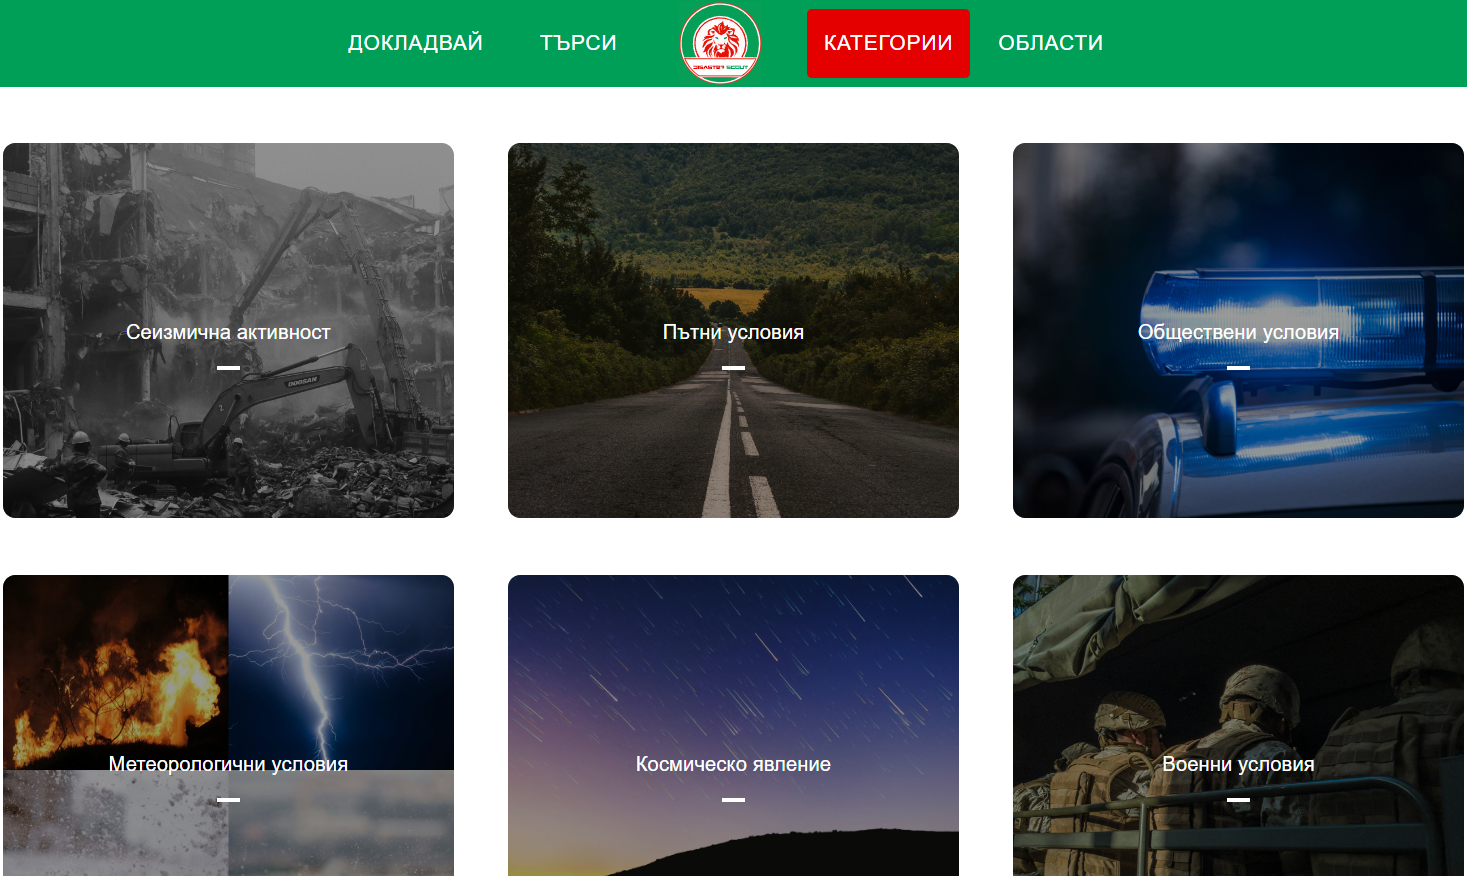 ДОКЛАДВАЙ ТЪРСИ КАТЕГОРИИ ОБЛАСТИ
DISASTER SCOUT
Сеизмична активност
Пътни условия
Обществени условия
DOOSAN
2
Метеорологични условия
Космическо явление
Военни условия